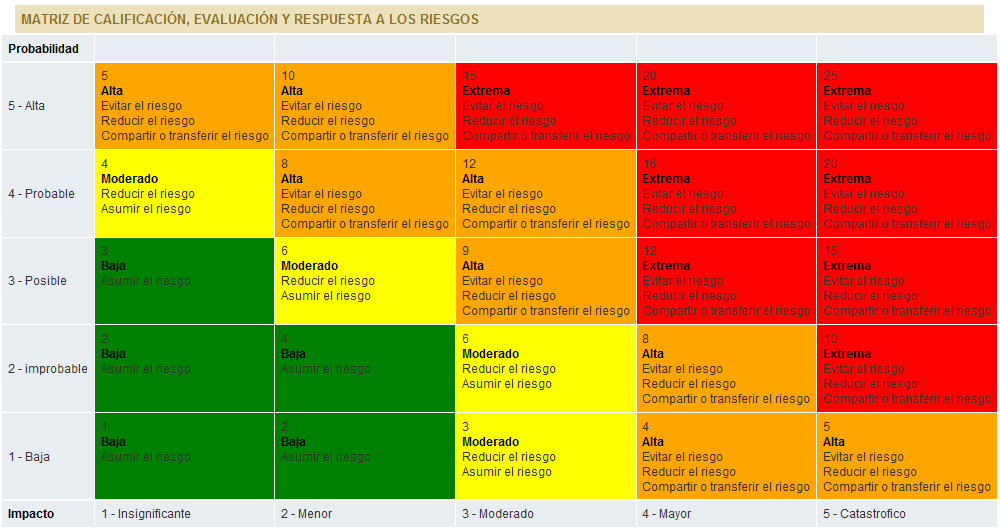 MATRIZ DE CALIFICACIÓN, EVALUACIÓN Y RESPUESTA A LOS RIESGOS
Probabilidad
5 - Alta
5
Alta
Evitar el riesgo
Reducir el riesgo
Compartir o transferir el riesgo
10
Alta
Evitar el riesgo
Reducir el riesgo
Compartir o transferir el riesgo
15
Extrema
Evitar el riesgo
Reducir el riesgo
Compartir o transferir el riesgo
20
Extrema
Evitar el riesgo
Reducir el riesgo
Compartir o transferir el riesgo
25
Extrema
Evitar el riesgo
Reducir el riesgo
Compartir o transferir el riesgo
4 - Probable
4
Moderado
Reducir el riesgo
Asumir el riesgo
8
Alta
Evitar el riesgo
Reducir el riesgo
Compartir o transferir el riesgo
12
Alta
Evitar el riesgo
Reducir el riesgo
Compartir o transferir el riesgo
16
Extrema
Evitar el riesgo
Reducir el riesgo
Compartir o transferir el riesgo
20
Extrema
Evitar el riesgo
Reducir el riesgo
Compartir o transferir el riesgo
3 - Posible
3
Baja
Asumir el riesgo
6
Moderado
Reducir el riesgo
Asumir el riesgo
9
Alta
Evitar el riesgo
Reducir el riesgo
Compartir o transferir el riesgo
12
Extrema
Evitar el riesgo
Reducir el riesgo
Compartir o transferir el riesgo
15
Extrema
Evitar el riesgo
Reducir el riesgo
Compartir o transferir el riesgo
2 - improbable
2
Baja
Asumir el riesgo
4
Baja
Asumir el riesgo
6
Moderado
Reducir el riesgo
Asumir el riesgo
8
Alta
Evitar el riesgo
Reducir el riesgo
Compartir o transferir el riesgo
10
Extrema
Evitar el riesgo
Reducir el riesgo
Compartir o transferir el riesgo
1 - Baja
1
Baja
Asumir el riesgo
2
Baja
Asumir el riesgo
3
Moderado
Reducir el riesgo
Asumir el riesgo
4
Alta
Evitar el riesgo
Reducir el riesgo
Compartir o transferir el riesgo
5
Alta
Evitar el riesgo
Reducir el riesgo
Compartir o transferir el riesgo
Impacto
1 - Insignificante
2 - Menor
3 - Moderado
4 - Mayor
5 - Catastrofico